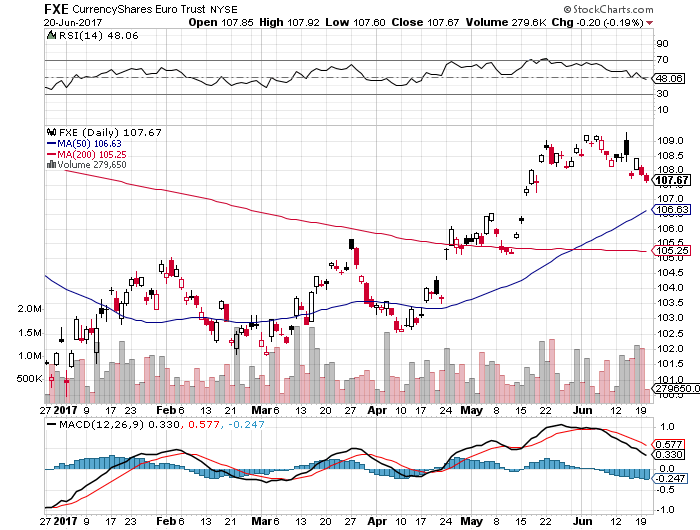 FXE CurrencyShares Euro Trust NYSE © StockCharts.com
20-Jun-2017 Open 107.85 High 107.92 Low 107.60 Close 107.67 Volume 279.6K Chg -0.20 (-0.19%)
RSI(14) 48.06
90
70
50
48.06
30
10
FXE (Daily) 107.67
MA(50) 106.63
MA(200) 105.25
Volume 279,650
109.0
108.5
108.0
107.67
106.63
106.0
105.5
105.25
104.5
104.0
103.5
103.0
102.5
102.0
101.5
101.0
100.5
2.0M
1.5M
1.0M
500K
279650.0
27 2017 9 17 23 Feb 6 13 21 Mar 6 13 20 27 Apr 10 17 24 May 8 15 22 Jun 12 19
MACD(12,26,9) 0.330, 0.577, -0.247
1.0
0.577
0.330
0.0
-0.247
-0.5
-1.0
27 2017 9 17 23 Feb 6 13 21 Mar 6 13 20 27 Apr 10 17 24 May 8 15 22 Jun 12 19